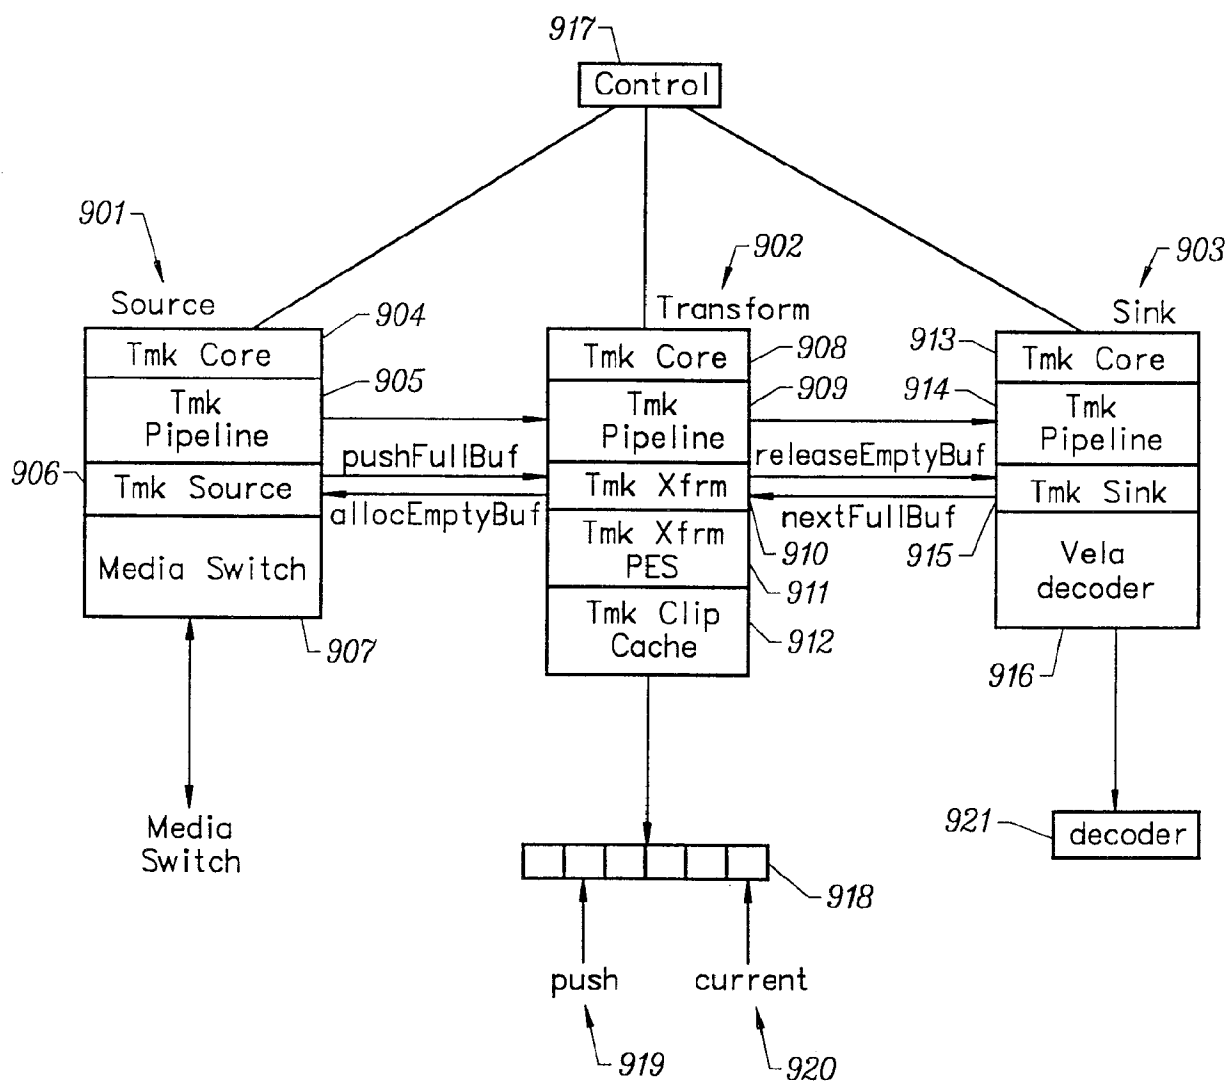 917
Control
901
902
903
Source
Transform
Sink
904
908
913
Tmk Core
Tmk Core
Tmk Core
905
909
914
Tmk
Pipeline
Tmk
Pipeline
Tmk
Pipeline
906
pushFullBuf
releaseEmptyBuf
Tmk Source
Tmk Xfrm
Tmk Sink
allocEmptyBuf
nextFullBuf
910
915
Media Switch
Tmk Xfrm
PES
Vela
decoder
911
907
Tmk Clip
Cache
912
916
Media
Switch
921
decoder
918
push
current
919
920